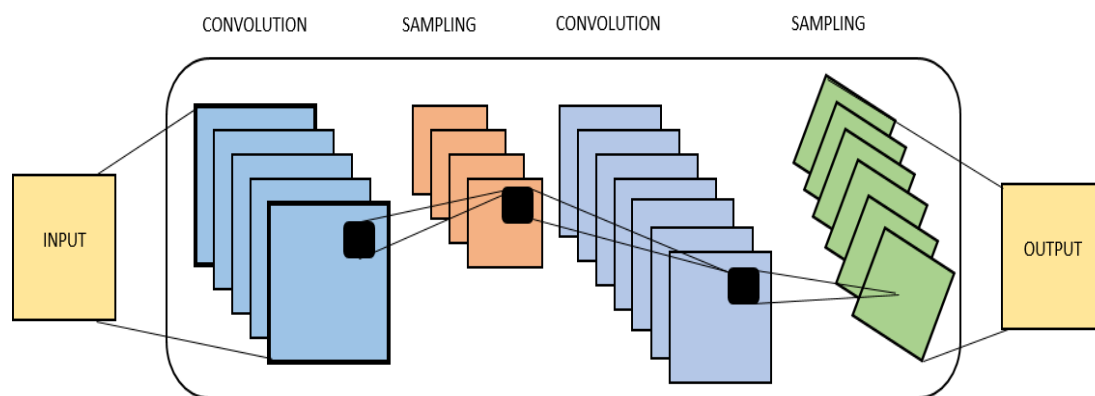 CONVOLUTION
SAMPLING
CONVOLUTION
SAMPLING
INPUT
OUTPUT